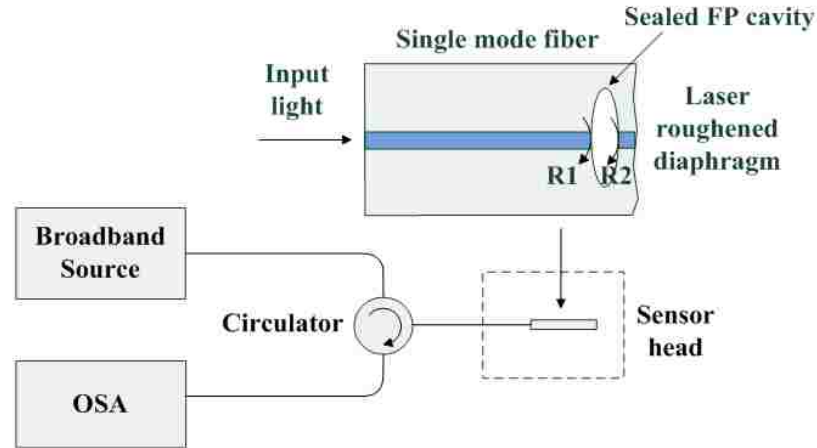 Sealed FP cavity
Single mode fiber
Input
light
Laser
roughened
diaphragm
R1
R2
Broadband
Source
Circulator
Sensor
head
OSA